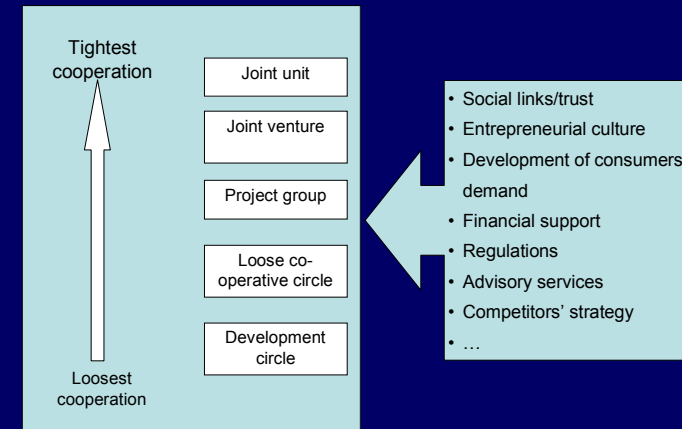 Tightest
cooperation
Joint unit
Joint venture
Project group
Loose co-
operative circle
Development
circle
Loosest
cooperation
• Social links/trust
• Entrepreneurial culture
• Development of consumers
demand
• Financial support
• Regulations
• Advisory services
• Competitors’ strategy
• …